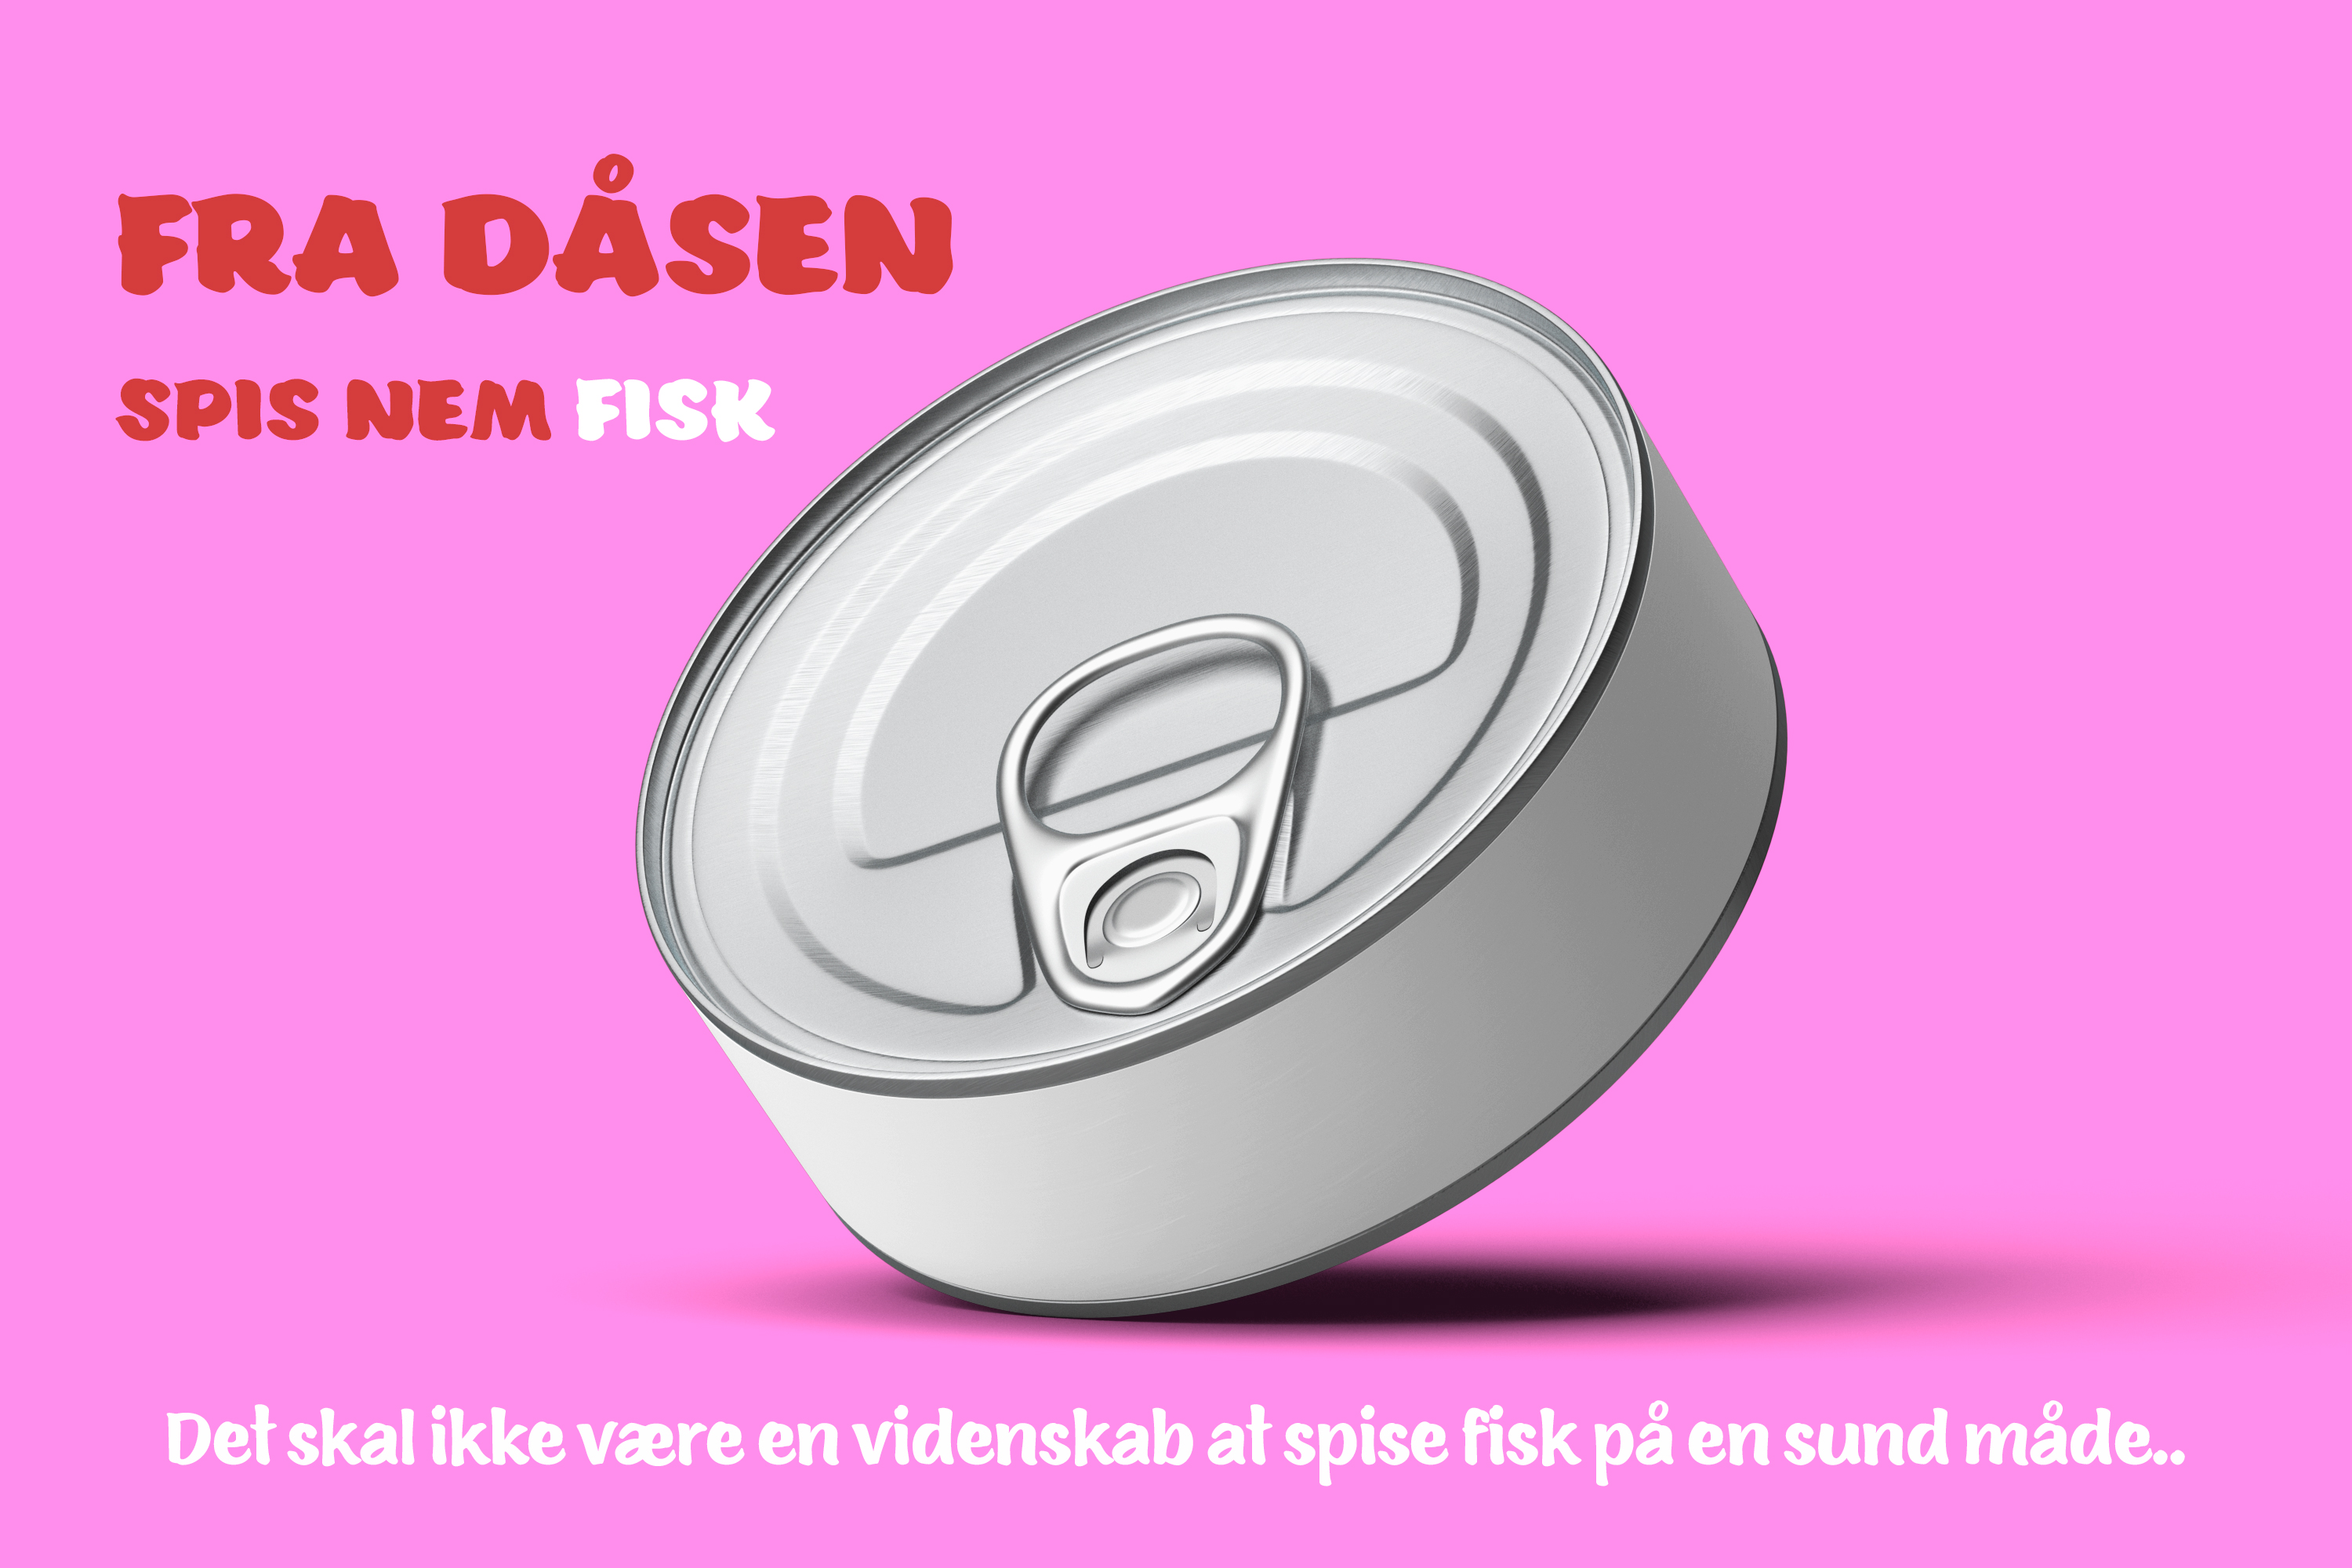 FRA DÅSEN
SPIS NEM FISK
Det skal ikke være en videnskab at spise fisk på en sund måde..